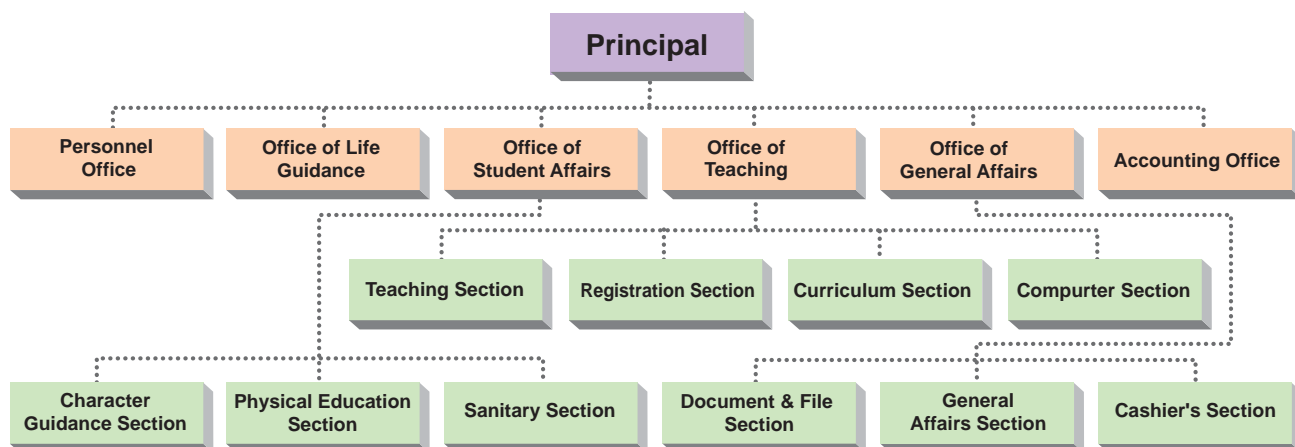 Principal
Personnel
Office
Office of Life
Guidance
Office of
Student Affairs
Office of
Teaching
Office of
General Affairs
Accounting Office
Teaching Section
Registration Section
Curriculum Section
Compurter Section
Character
Guidance Section
Physical Education
Section
Sanitary Section
Document & File
Section
General
Affairs Section
Cashier's Section